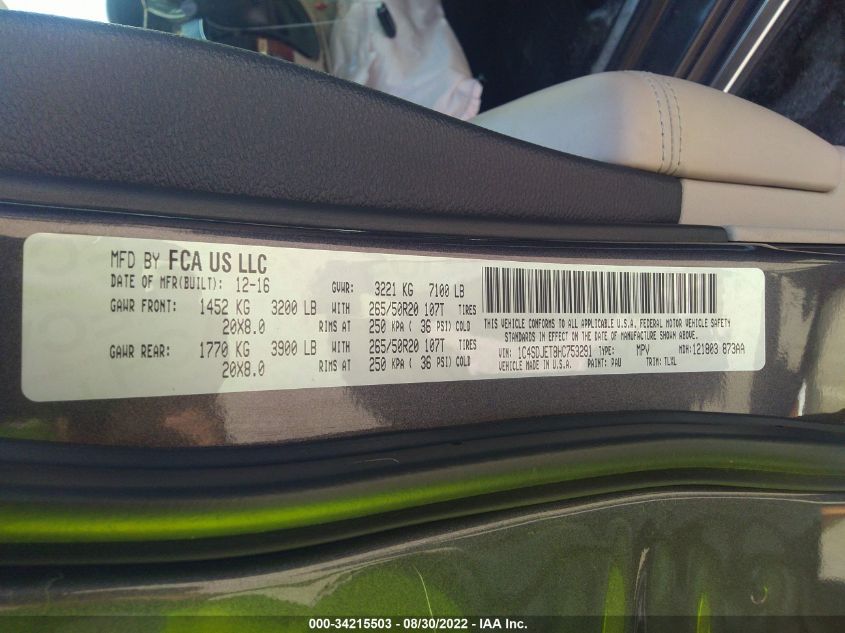 MFD BY FCA US LLC
DATE OF MFR(BUILT): 12-16 GVWR: 3221 KG 7100 LB
GAWR FRONT: 1452 KG 3200 LB WITH 265/50R20 107T TIRES
20X8.0 RIMS AT 250 KPA ( 36 PSI) COLD
GAWR REAR: 1770 KG 3900 LB WITH 265/50R20 107T TIRES
20X8.0 RIMS AT 250 KPA ( 36 PSI) COLD
THIS VEHICLE CONFORMS TO ALL APPLICABLE U.S.A. FEDERAL MOTOR VEHICLE SAFETY
STANDARDS IN EFFECT ON THE DATE OF MANUFACTURE SHOWN ABOVE.
VIN: 1C4SDJET8HC753291 TYPE: MPV MDH: 121803 873AA
VEHICLE MADE IN U.S.A. PAINT: PAU TRIM: TLXL
000-34215503 - 08/30/2022 - IAA Inc.